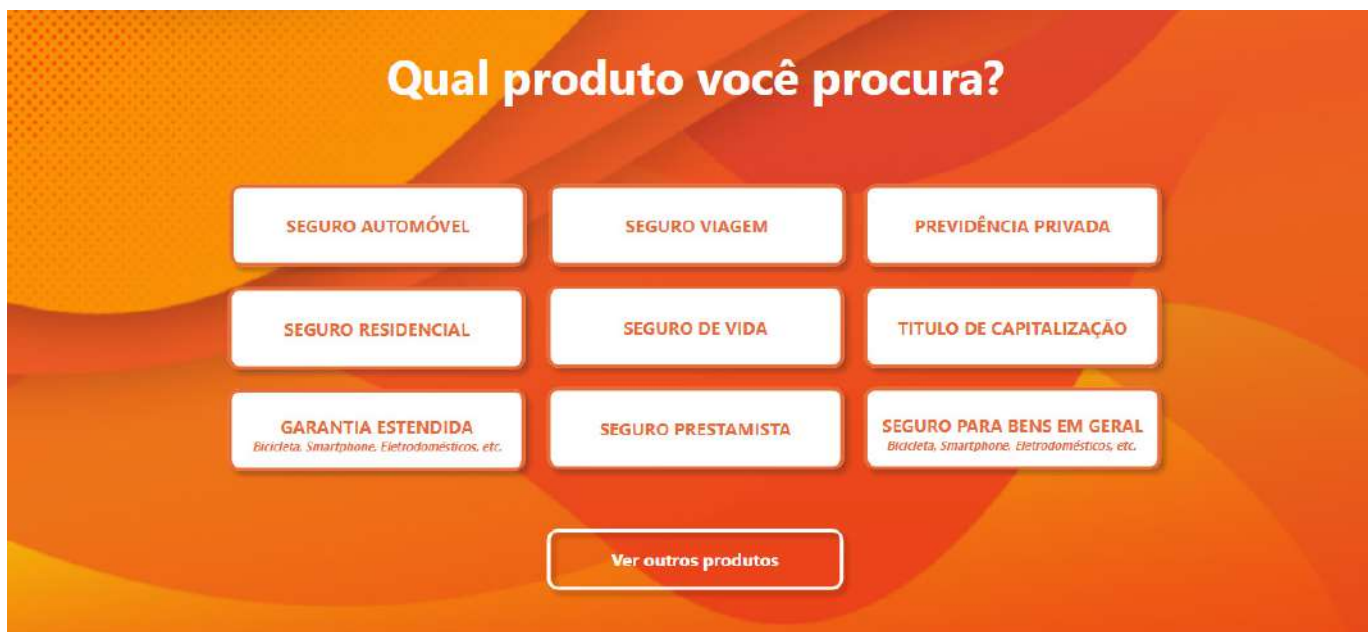 Qual produto você procura?
SEGURO AUTOMÓVEL
SEGURO VIAGEM
PREVIDÊNCIA PRIVADA
SEGURO RESIDENCIAL
SEGURO DE VIDA
TITULO DE CAPITALIZAÇÃO
GARANTIA ESTENDIDA
Bicicleta, Smartphone, Eletrodomésticos, etc.
SEGURO PRESTAMISTA
SEGURO PARA BENS EM GERAL
Bicicleta, Smartphone, Eletrodomésticos, etc.
Ver outros produtos